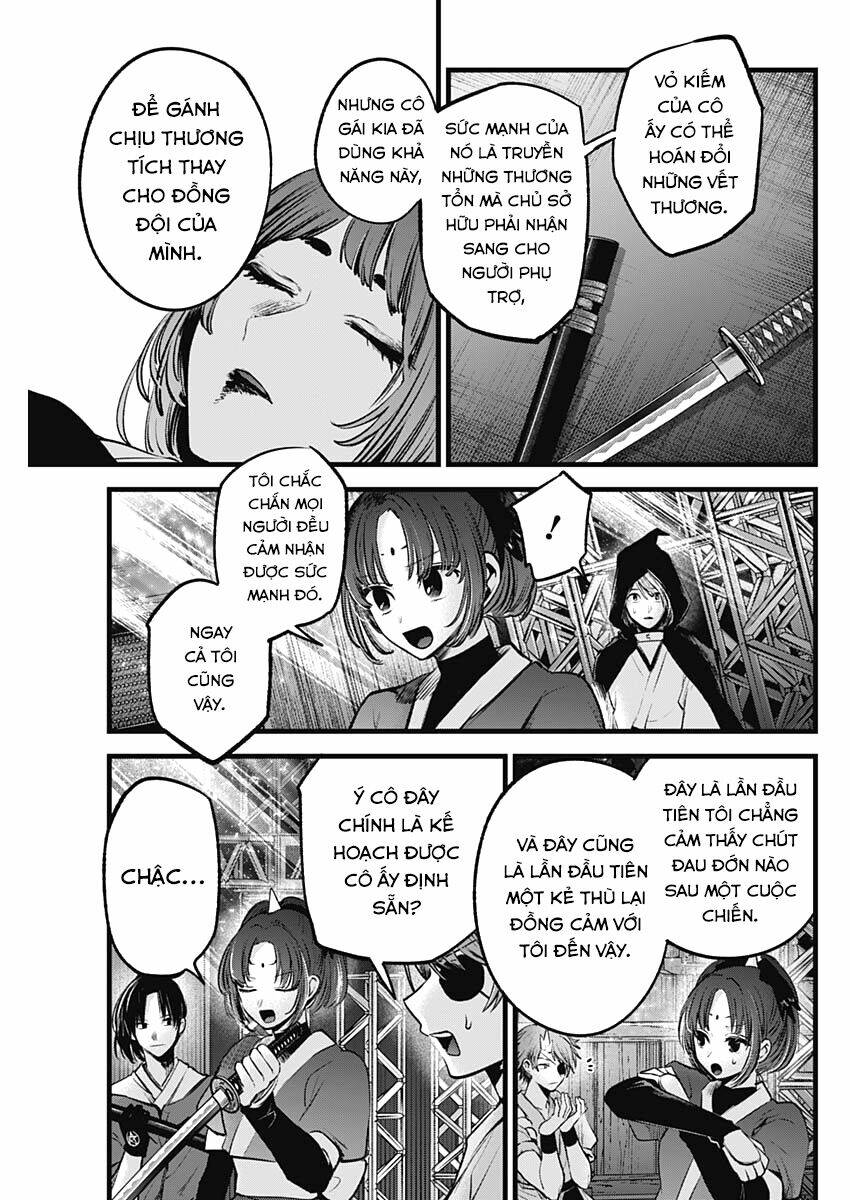 VỎ KIẾM
CỦA CÔ
ẤY CÓ THỂ
HOÁN ĐỔI
NHỮNG VẾT
THƯƠNG.
SỨC MẠNH CỦA
NÓ LÀ TRUYỀN
NHỮNG THƯƠNG
TỔN MÀ CHỦ SỞ
HỮU PHẢI NHẬN
SANG CHO
NGƯỜI PHỤ
TRỢ,
NHƯNG CÔ
GÁI KIA ĐÃ
DÙNG KHẢ
NĂNG NÀY,
ĐỂ GÁNH
CHỊU THƯƠNG
TÍCH THAY
CHO ĐỒNG
ĐỘI CỦA
MÌNH.
!
TÔI CHẮC
CHẮN MỌI
NGƯỜI ĐỀU
CẢM NHẬN
ĐƯỢC SỨC
MẠNH ĐÓ.
NGAY
CẢ TÔI
CŨNG
VẬY.
ĐÂY LÀ LẦN ĐẦU
TIÊN TÔI CHẲNG
CẢM THẤY CHÚT
ĐAU ĐỚN NÀO
SAU MỘT CUỘC
CHIẾN.
VÀ ĐÂY CŨNG
LÀ LẦN ĐẦU TIÊN
MỘT KẺ THÙ LẠI
ĐỒNG CẢM VỚI
TÔI ĐẾN VẬY.
Ý CÔ ĐÂY
CHÍNH LÀ KẾ
HOẠCH ĐƯỢC
CÔ ẤY ĐỊNH
SẴN?
CHẬC...